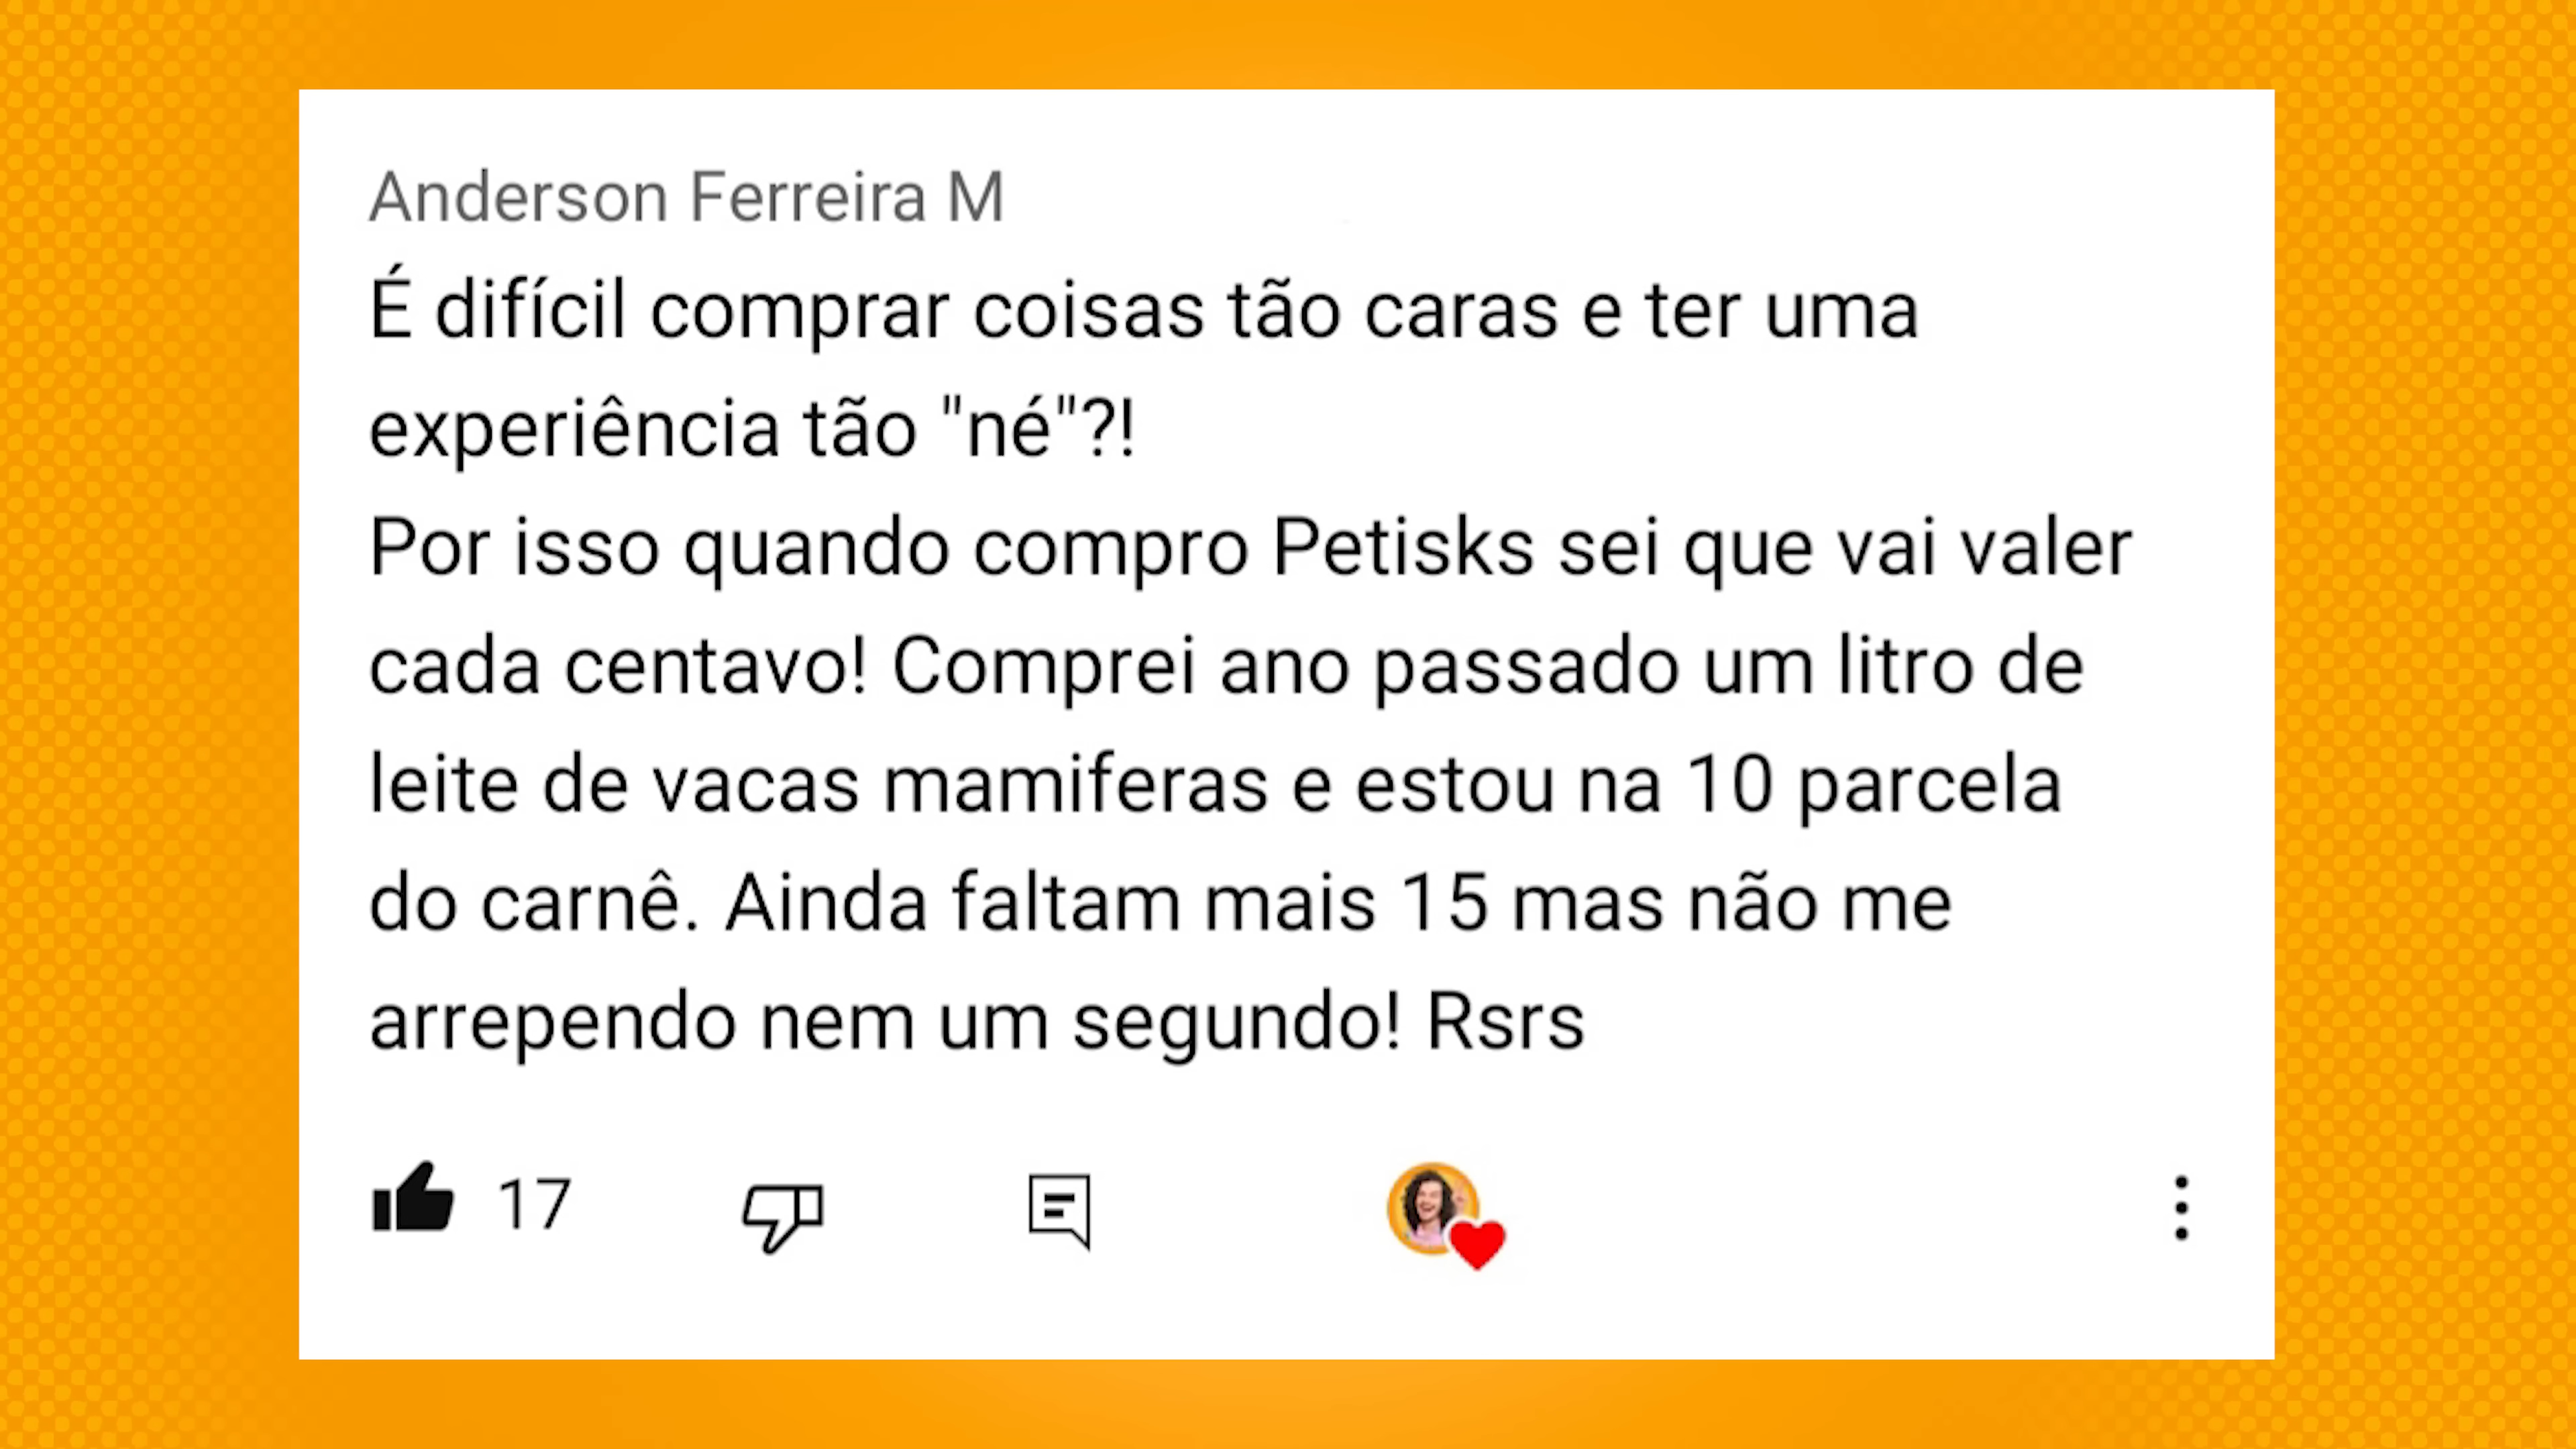 Anderson Ferreira M
É difícil comprar coisas tão caras e ter uma
experiência tão "né"?!
Por isso quando compro Petisks sei que vai valer
cada centavo! Comprei ano passado um litro de
leite de vacas mamiferas e estou na 10 parcela
do carnê. Ainda faltam mais 15 mas não me
arrependo nem um segundo! Rsrs
17